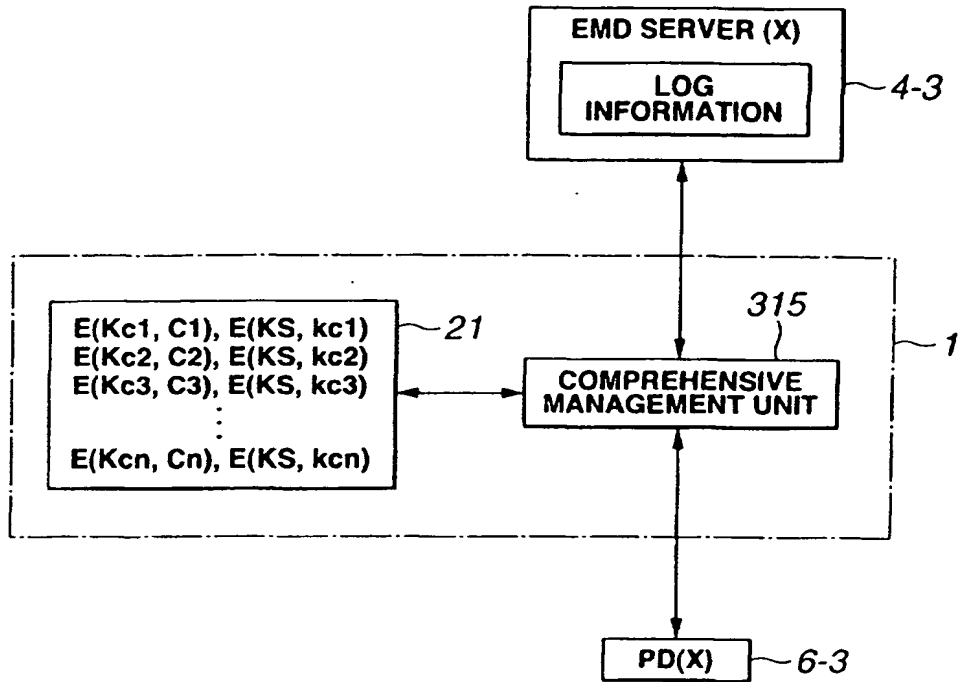 EMD SERVER (X)
LOG
INFORMATION
4-3
E(Kc1, C1), E(KS, kc1)
E(Kc2, C2), E(KS, kc2)
E(Kc3, C3), E(KS, kc3)
E(Kcn, Cn), E(KS, kcn)
21
315
COMPREHENSIVE
MANAGEMENT UNIT
1
PD(X)
6-3